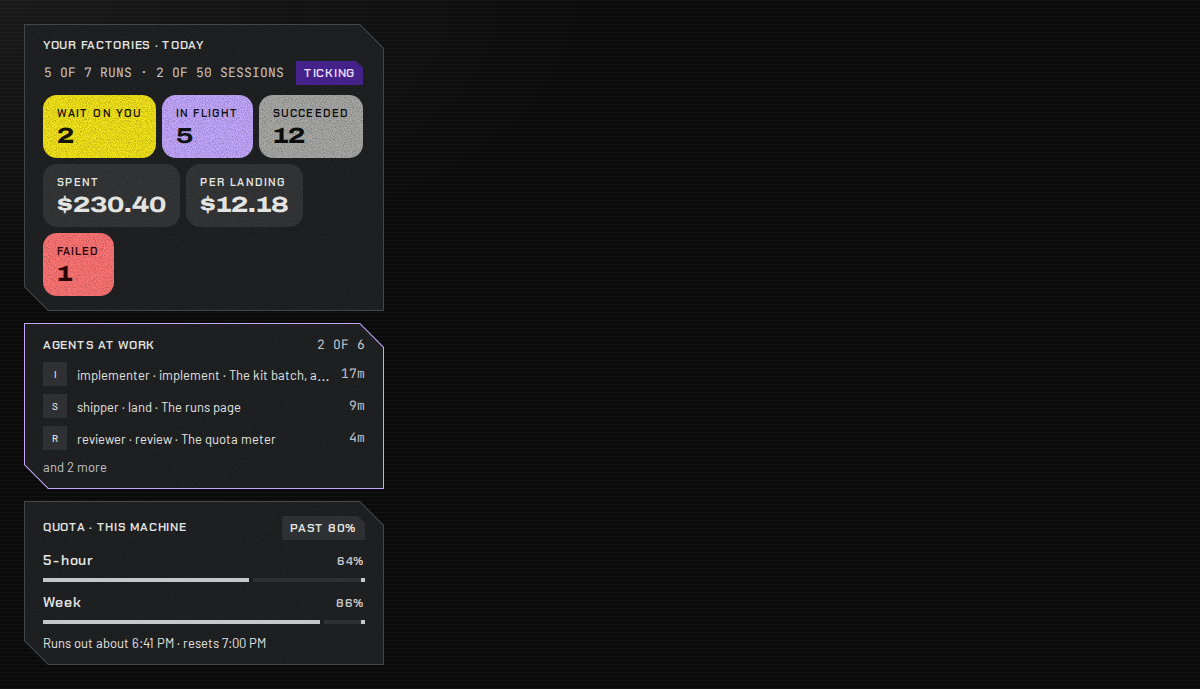 YOUR FACTORIES · TODAY
5 OF 7 RUNS · 2 OF 50 SESSIONS TICKING
WAIT ON YOU IN FLIGHT SUCCEEDED
2 5 12
SPENT PER LANDING
$230.40 $12.18
FAILED
1
AGENTS AT WORK 2 OF 6
I implementer · implement · The kit batch, a... 17m
S shipper · land · The runs page 9m
R reviewer · review · The quota meter 4m
and 2 more
QUOTA · THIS MACHINE PAST 80%
5-hour 64%
Week 86%
Runs out about 6:41 PM · resets 7:00 PM